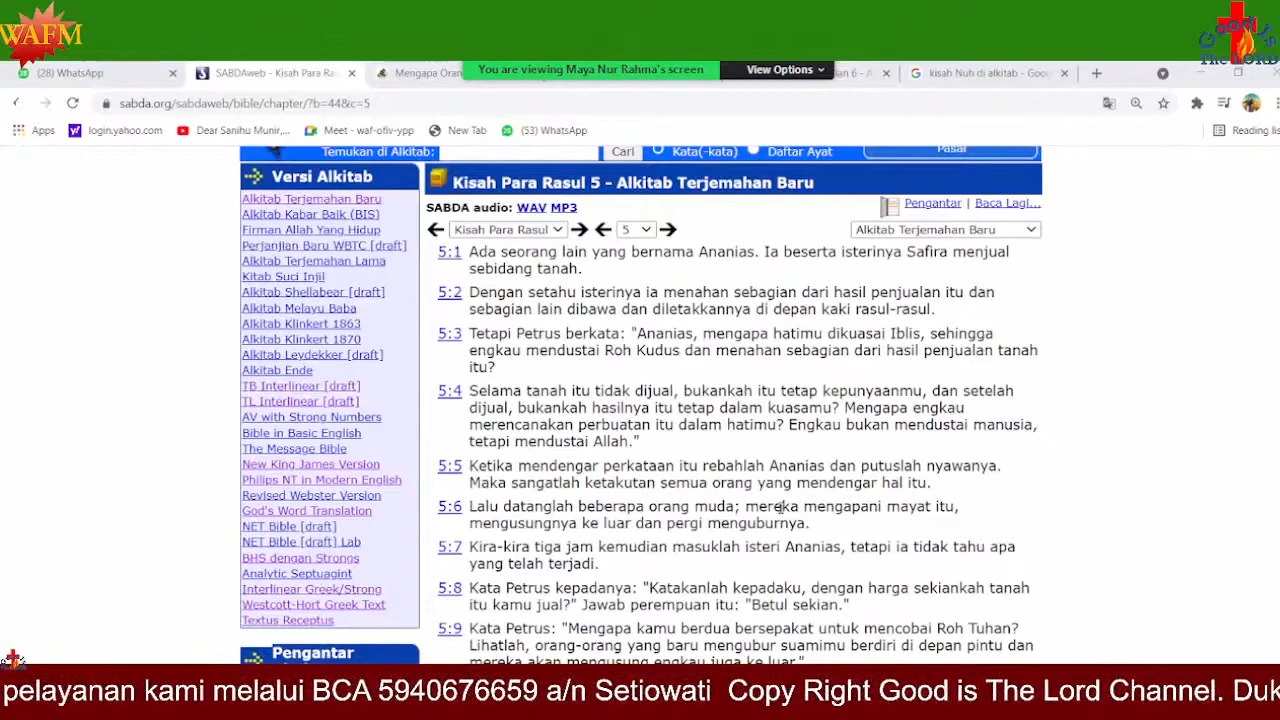 WAFM
Good Is
The LORD
(28) WhatsApp
SABDAweb - Kisah Para Ra
Mengapa Oran
You are viewing Maya Nur Rahma's screen
View Options
ian 6 - A
kisah Nuh di alkitab - Goog
sabda.org/sabdaweb/bible/chapter/?b=44&c=5
Apps
login.yahoo.com
Dear Sanihu Munir,...
Meet - waf-ofiv-ypp
New Tab
(53) WhatsApp
Reading lis
Temukan di Alkitab:
Cari
Kata(-kata)
Daftar Ayat
Pasal
Versi Alkitab
Alkitab Terjemahan Baru
Alkitab Kabar Baik (BIS)
Firman Allah Yang Hidup
Perjanjian Baru WBTC [draft]
Alkitab Terjemahan Lama
Kitab Suci Injil
Alkitab Shellabear [draft]
Alkitab Melayu Baba
Alkitab Klinkert 1863
Alkitab Klinkert 1870
Alkitab Leydekker [draft]
Alkitab Ende
TB Interlinear [draft]
TL Interlinear [draft]
AV with Strong Numbers
Bible in Basic English
The Message Bible
New King James Version
Philips NT in Modern English
Revised Webster Version
God's Word Translation
NET Bible [draft]
NET Bible [draft] Lab
BHS dengan Strongs
Analytic Septuagint
Interlinear Greek/Strong
Westcott-Hort Greek Text
Textus Receptus
Pengantar
Kisah Para Rasul 5 - Alkitab Terjemahan Baru
SABDA audio: WAV MP3
Pengantar | Baca Lagi...
Kisah Para Rasul
5
Alkitab Terjemahan Baru
5:1 Ada seorang lain yang bernama Ananias. Ia beserta isterinya Safira menjual
sebidang tanah.
5:2 Dengan setahu isterinya ia menahan sebagian dari hasil penjualan itu dan
sebagian lain dibawa dan diletakkannya di depan kaki rasul-rasul.
5:3 Tetapi Petrus berkata: "Ananias, mengapa hatimu dikuasai Iblis, sehingga
engkau mendustai Roh Kudus dan menahan sebagian dari hasil penjualan tanah
itu?
5:4 Selama tanah itu tidak dijual, bukankah itu tetap kepunyaanmu, dan setelah
dijual, bukankah hasilnya itu tetap dalam kuasamu? Mengapa engkau
merencanakan perbuatan itu dalam hatimu? Engkau bukan mendustai manusia,
tetapi mendustai Allah."
5:5 Ketika mendengar perkataan itu rebahlah Ananias dan putuslah nyawanya.
Maka sangatlah ketakutan semua orang yang mendengar hal itu.
5:6 Lalu datanglah beberapa orang muda; mereka mengapani mayat itu,
mengusungnya ke luar dan pergi menguburnya.
5:7 Kira-kira tiga jam kemudian masuklah isteri Ananias, tetapi ia tidak tahu apa
yang telah terjadi.
5:8 Kata Petrus kepadanya: "Katakanlah kepadaku, dengan harga sekiankah tanah
itu kamu jual?" Jawab perempuan itu: "Betul sekian."
5:9 Kata Petrus: "Mengapa kamu berdua bersepakat untuk mencobai Roh Tuhan?
Lihatlah, orang-orang yang baru mengubur suamimu berdiri di depan pintu dan
mereka akan mengusung engkau juga ke luar."
pelayanan kami melalui BCA 5940676659 a/n Setiowati Copy Right Good is The Lord Channel. Duk